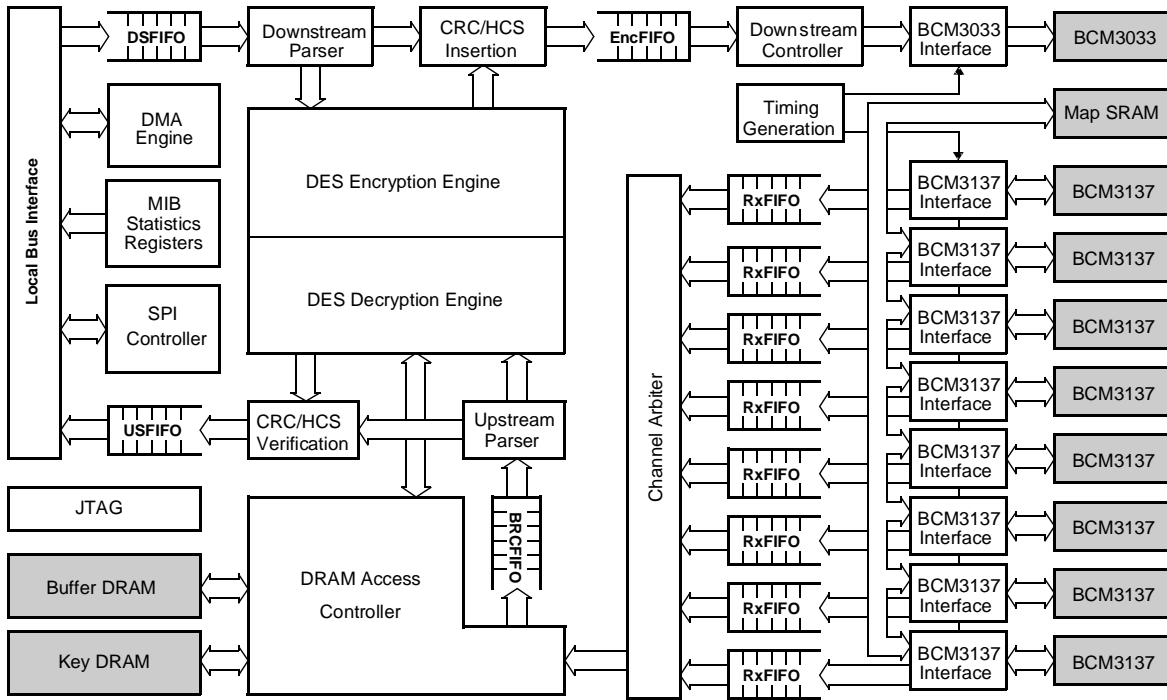 DSFIFO
Downstream
Parser
CRC/HCS
Insertion
EncFIFO
Downstream
Controller
BCM3033
Interface
BCM3033
Local Bus Interface
DMA
Engine
MIB
Statistics
Registers
SPI
Controller
DES Encryption Engine
DES Decryption Engine
Timing
Generation
Map SRAM
USFIFO
CRC/HCS
Verification
Upstream
Parser
BRCFIFO
JTAG
Buffer DRAM
Key DRAM
DRAM Access
Controller
Channel Arbiter
RxFIFO
BCM3137
Interface
BCM3137
RxFIFO
BCM3137
Interface
BCM3137
RxFIFO
BCM3137
Interface
BCM3137
RxFIFO
BCM3137
Interface
BCM3137
RxFIFO
BCM3137
Interface
BCM3137
RxFIFO
BCM3137
Interface
BCM3137
RxFIFO
BCM3137
Interface
BCM3137
RxFIFO
BCM3137
Interface
BCM3137